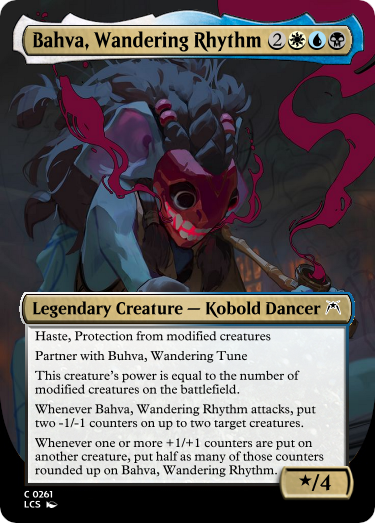 Bahva, Wandering Rhythm 2
Legendary Creature — Kobold Dancer
Haste, Protection from modified creatures
Partner with Buhva, Wandering Tune
This creature's power is equal to the number of
modified creatures on the battlefield.
Whenever Bahva, Wandering Rhythm attacks, put
two -1/-1 counters on up to two target creatures.
Whenever one or more +1/+1 counters are put on
another creature, put half as many of those counters
rounded up on Bahva, Wandering Rhythm.
★/4
C 0261
LCS